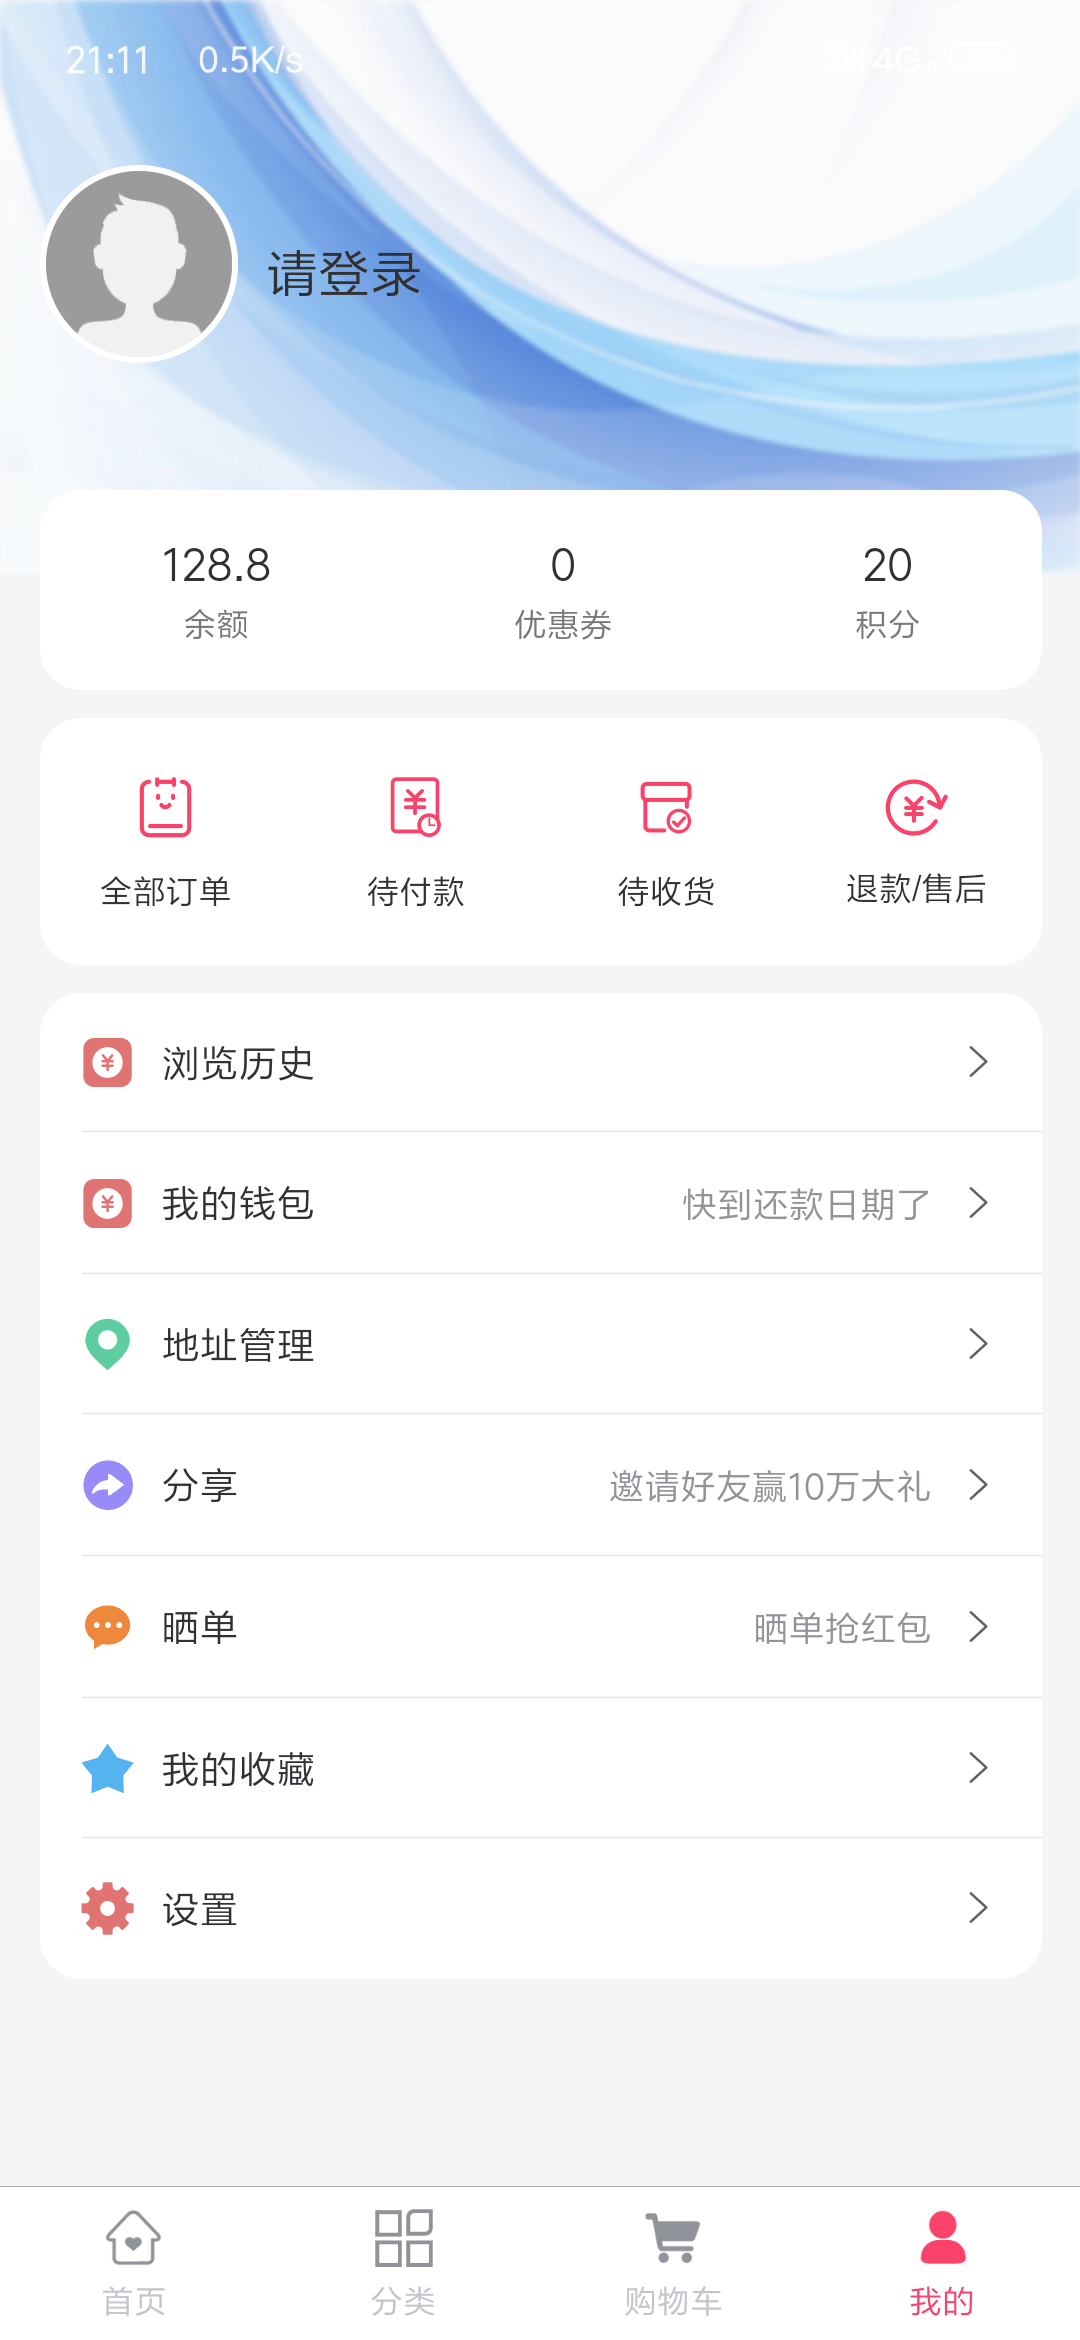 21:11 0.5K/s 4G 57
请登录
128.8 0 20
余额 优惠券 积分
全部订单 待付款 待收货 退款/售后
浏览历史
我的钱包 快到还款日期了
地址管理
分享 邀请好友赢10万大礼
晒单 晒单抢红包
我的收藏
设置
首页 分类 购物车 我的